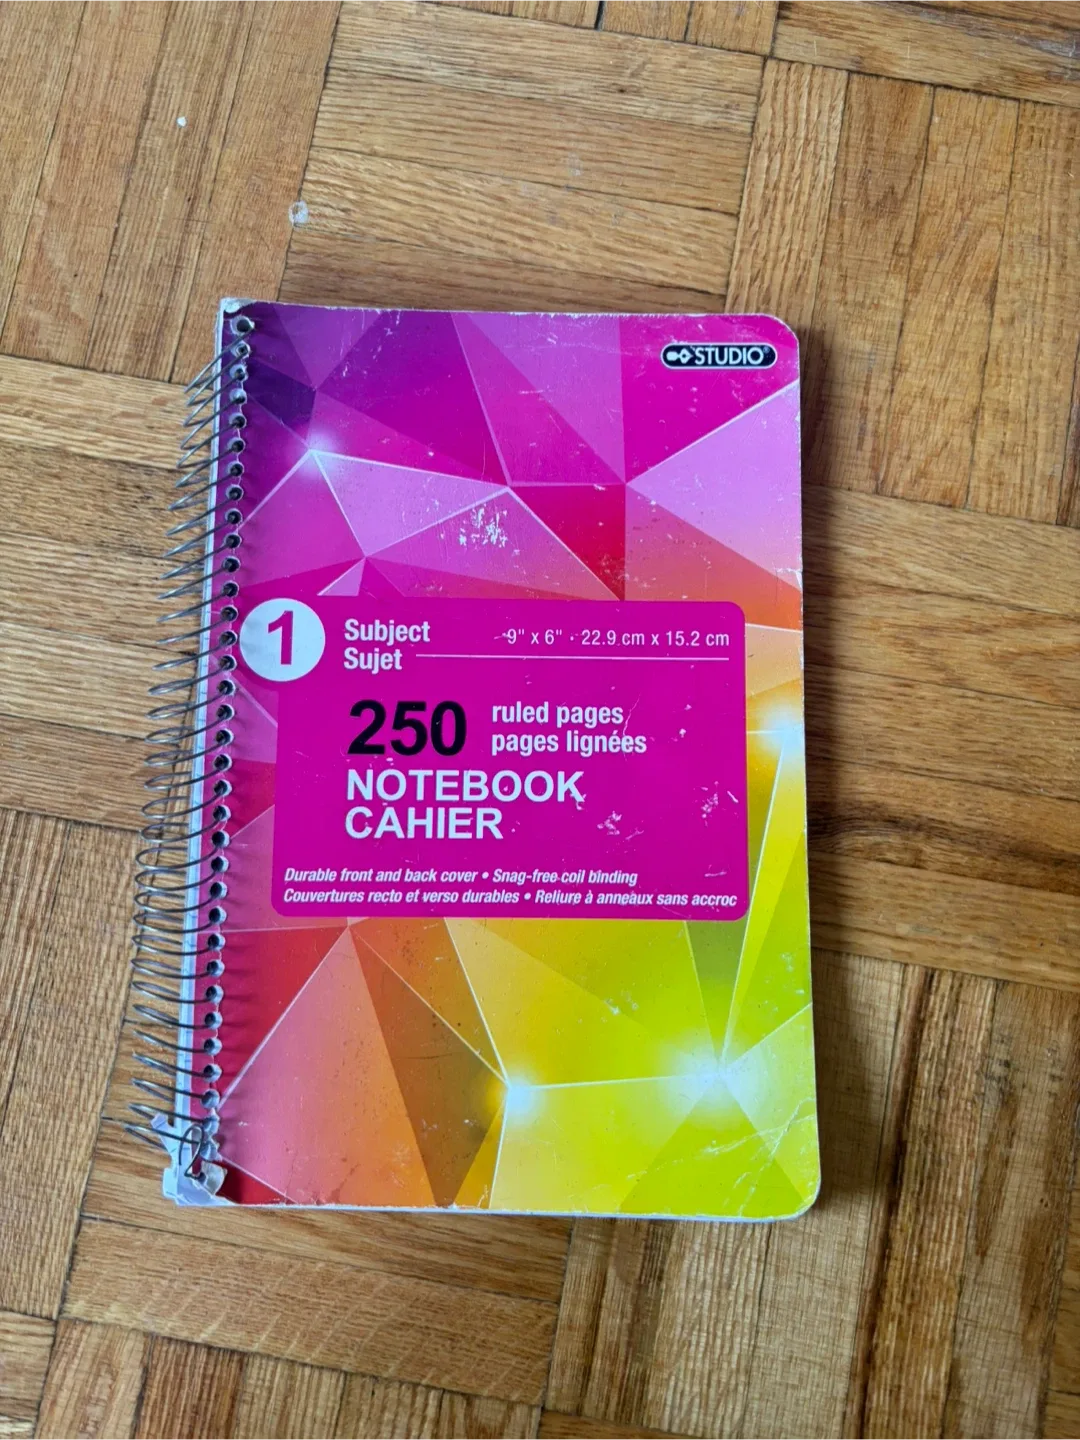 STUDIO®
1
Subject
Sujet
9" x 6" • 22.9 cm x 15.2 cm
250
ruled pages
pages lignées
NOTEBOOK
CAHIER
Durable front and back cover • Snag-free coil binding
Couvertures recto et verso durables • Reliure à anneaux sans accroc